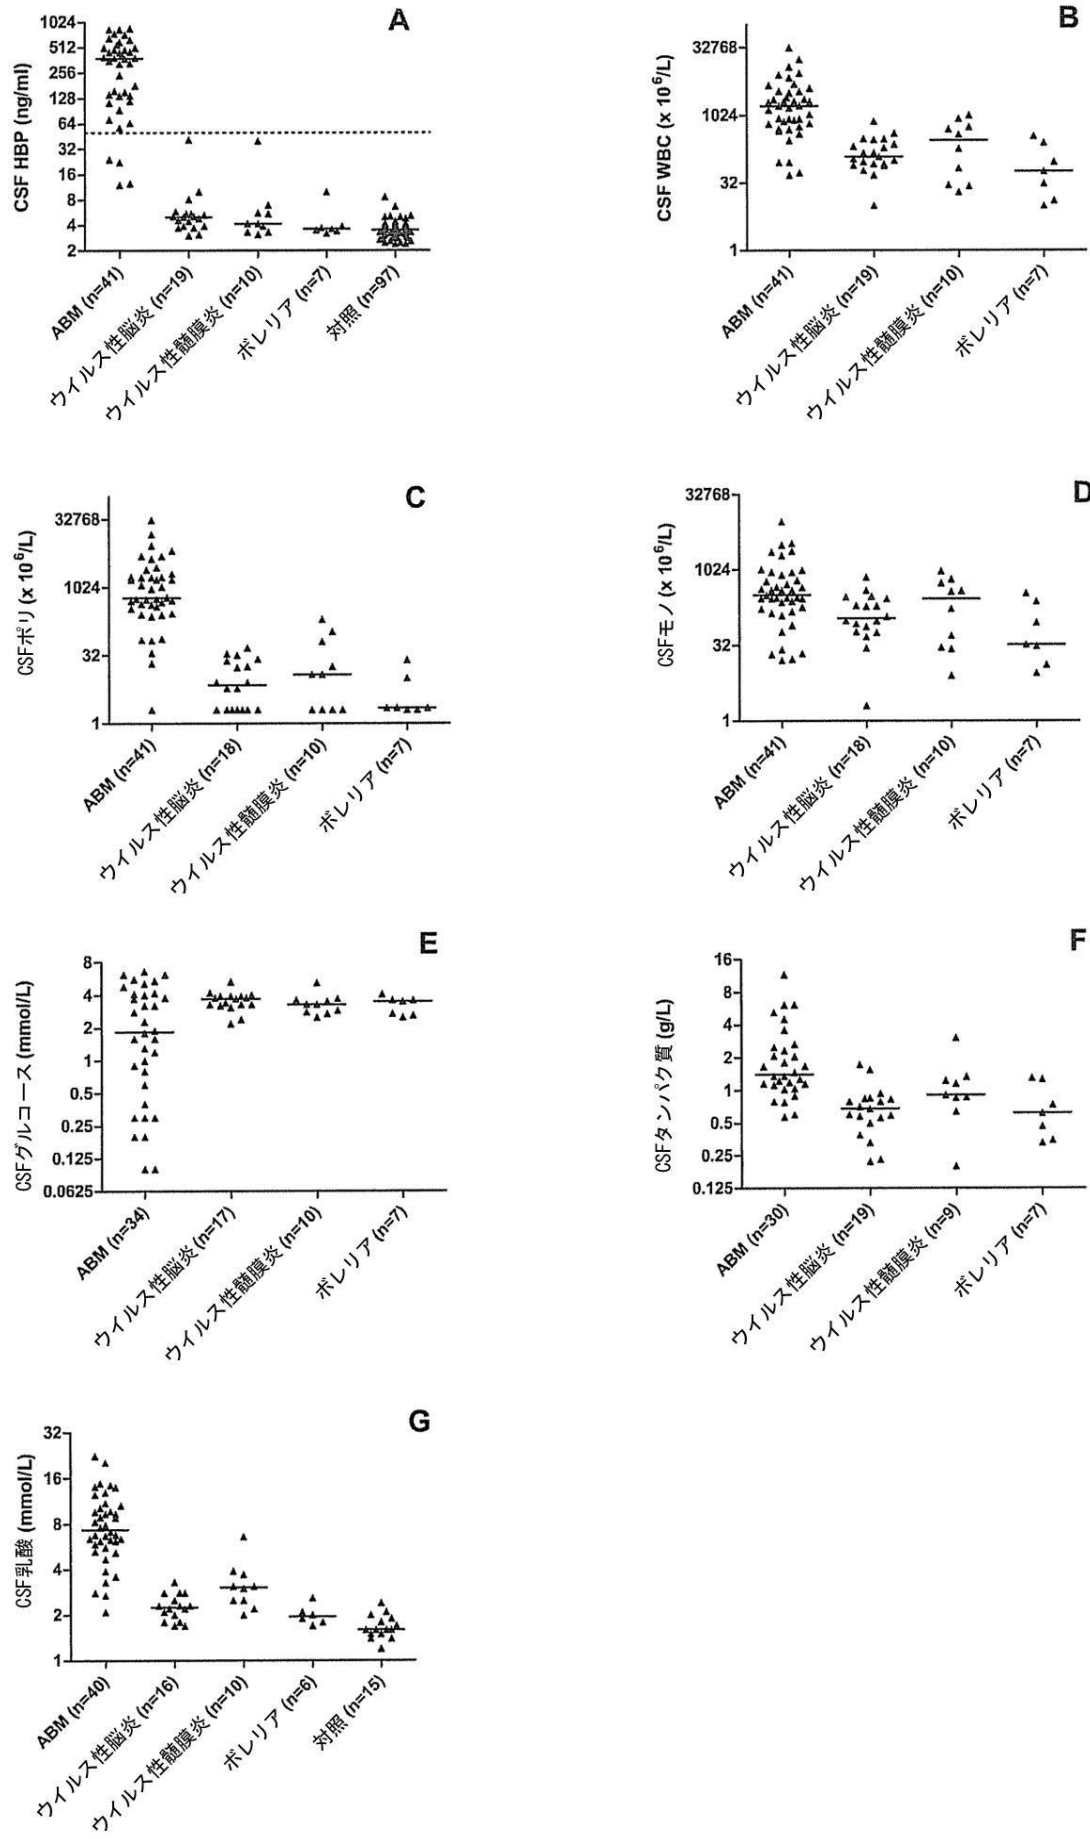 A
CSF HBP (ng/ml)
1024
512
256
128
64
32
16
8
4
2
ABM (n=41)
ウイルス性脳炎 (n=19)
ウイルス性髄膜炎 (n=10)
ボレリア (n=7)
対照 (n=97)
B
CSF WBC (x 10⁶/L)
32768
1024
32
1
ABM (n=41)
ウイルス性脳炎 (n=19)
ウイルス性髄膜炎 (n=10)
ボレリア (n=7)
C
CSFポリ (x 10⁶/L)
32768
1024
32
1
ABM (n=41)
ウイルス性脳炎 (n=18)
ウイルス性髄膜炎 (n=10)
ボレリア (n=7)
D
CSFモノ (x 10⁶/L)
32768
1024
32
1
ABM (n=41)
ウイルス性脳炎 (n=18)
ウイルス性髄膜炎 (n=10)
ボレリア (n=7)
E
CSFグルコース (mmol/L)
8
4
2
1
0.5
0.25
0.125
0.0625
ABM (n=34)
ウイルス性脳炎 (n=17)
ウイルス性髄膜炎 (n=10)
ボレリア (n=7)
F
CSFタンパク質 (g/L)
16
8
4
2
1
0.5
0.25
0.125
ABM (n=30)
ウイルス性脳炎 (n=19)
ウイルス性髄膜炎 (n=9)
ボレリア (n=7)
G
CSF乳酸 (mmol/L)
32
16
8
4
2
1
ABM (n=40)
ウイルス性脳炎 (n=16)
ウイルス性髄膜炎 (n=10)
ボレリア (n=6)
対照 (n=15)